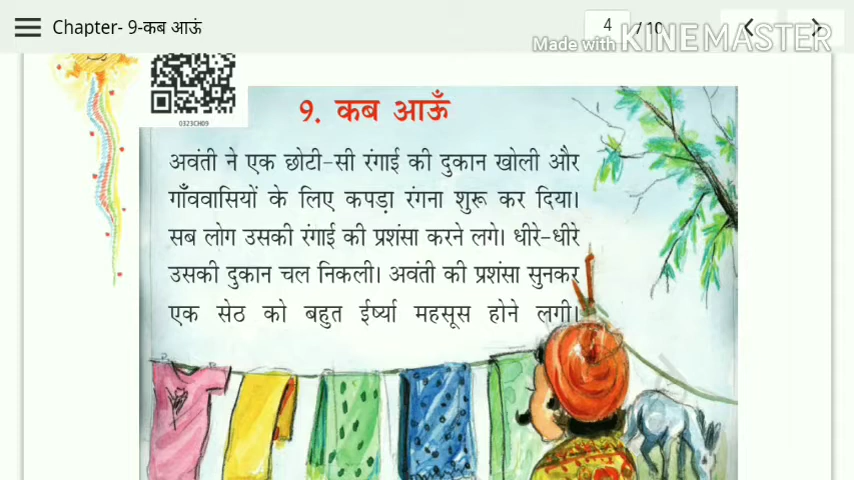 Chapter- 9-कब आऊं
4 / 10
Made with KINEMASTER
0323CH09
9. कब आऊँ
अवंती ने एक छोटी-सी रंगाई की दुकान खोली और
गाँववासियों के लिए कपड़ा रंगना शुरू कर दिया।
सब लोग उसकी रंगाई की प्रशंसा करने लगे। धीरे-धीरे
उसकी दुकान चल निकली। अवंती की प्रशंसा सुनकर
एक सेठ को बहुत ईर्ष्या महसूस होने लगी।